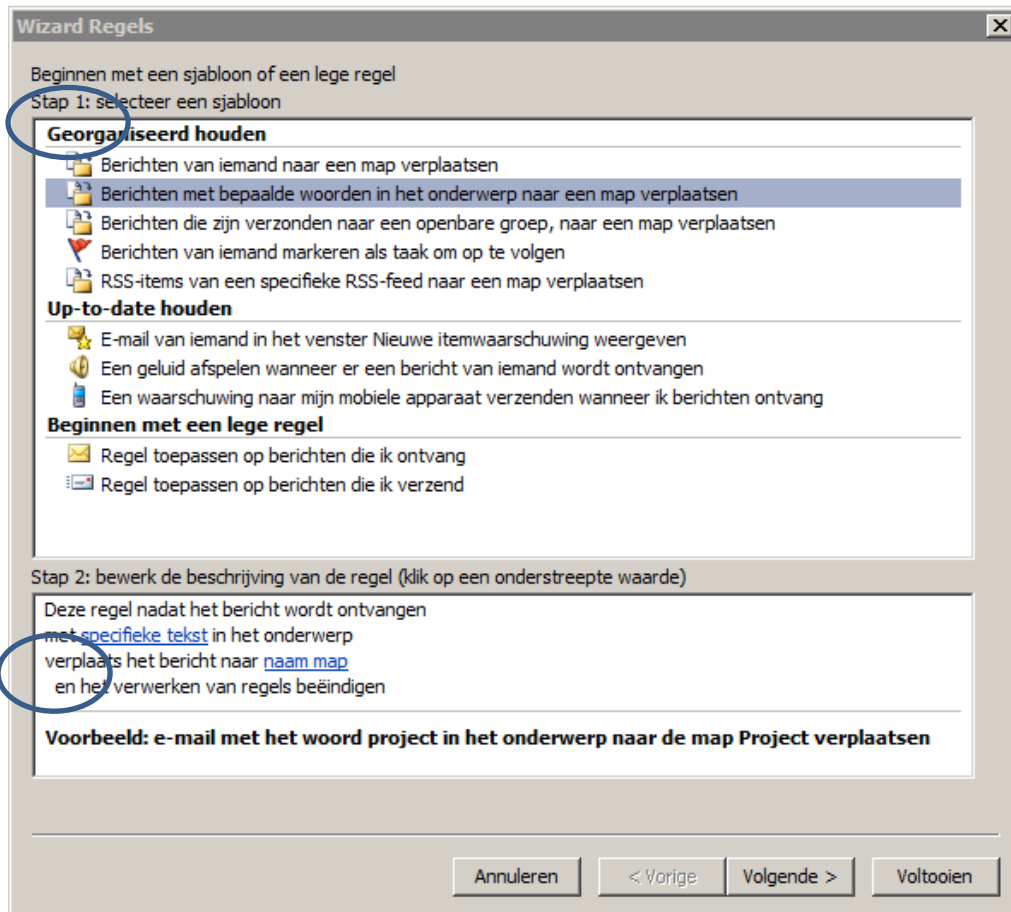 Wizard Regels
Beginnen met een sjabloon of een lege regel
Stap 1: selecteer een sjabloon
Georganiseerd houden
Berichten van iemand naar een map verplaatsen
Berichten met bepaalde woorden in het onderwerp naar een map verplaatsen
Berichten die zijn verzonden naar een openbare groep, naar een map verplaatsen
Berichten van iemand markeren als taak om op te volgen
RSS-items van een specifieke RSS-feed naar een map verplaatsen
Up-to-date houden
E-mail van iemand in het venster Nieuwe itemwaarschuwing weergeven
Een geluid afspelen wanneer er een bericht van iemand wordt ontvangen
Een waarschuwing naar mijn mobiele apparaat verzenden wanneer ik berichten ontvang
Beginnen met een lege regel
Regel toepassen op berichten die ik ontvang
Regel toepassen op berichten die ik verzend
Stap 2: bewerk de beschrijving van de regel (klik op een onderstreepte waarde)
Deze regel nadat het bericht wordt ontvangen
met specifieke tekst in het onderwerp
verplaats het bericht naar naam map
en het verwerken van regels beëindigen
Voorbeeld: e-mail met het woord project in het onderwerp naar de map Project verplaatsen
Annuleren < Vorige Volgende > Voltooien